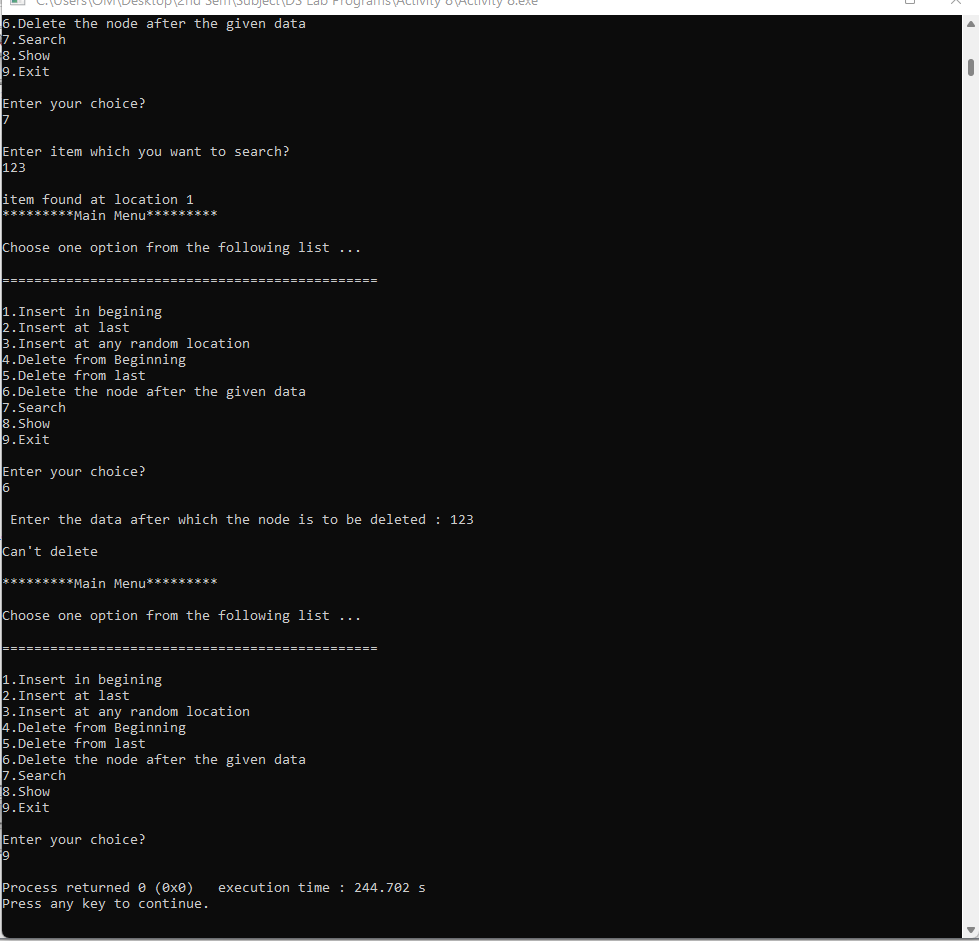 C:\Users\OM\Desktop\2nd Sem\Subject\DS Lab Programs\Activity 8\Activity 8.exe
6.Delete the node after the given data
7.Search
8.Show
9.Exit
Enter your choice?
7
Enter item which you want to search?
123
item found at location 1
*********Main Menu*********
Choose one option from the following list ...
===============================================
1.Insert in begining
2.Insert at last
3.Insert at any random location
4.Delete from Beginning
5.Delete from last
6.Delete the node after the given data
7.Search
8.Show
9.Exit
Enter your choice?
6
Enter the data after which the node is to be deleted : 123
Can't delete
*********Main Menu*********
Choose one option from the following list ...
===============================================
1.Insert in begining
2.Insert at last
3.Insert at any random location
4.Delete from Beginning
5.Delete from last
6.Delete the node after the given data
7.Search
8.Show
9.Exit
Enter your choice?
9
Process returned 0 (0x0)   execution time : 244.702 s
Press any key to continue.